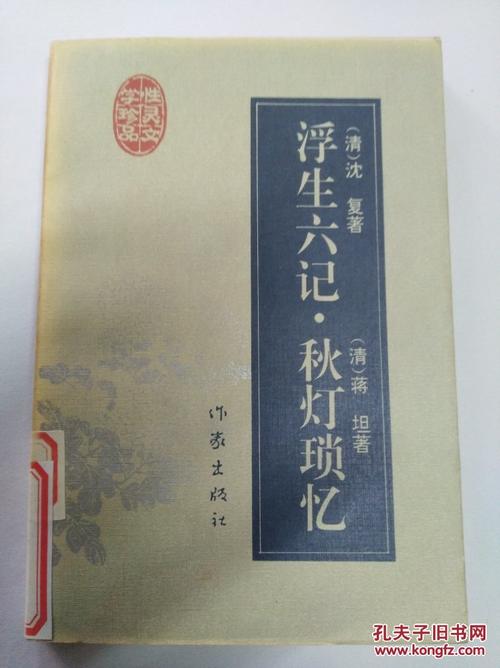 性灵文
学珍品
(清)沈 复著
浮生六记·秋灯琐忆
(清)蒋 坦著
作家出版社
孔夫子旧书网
www.kongfz.com